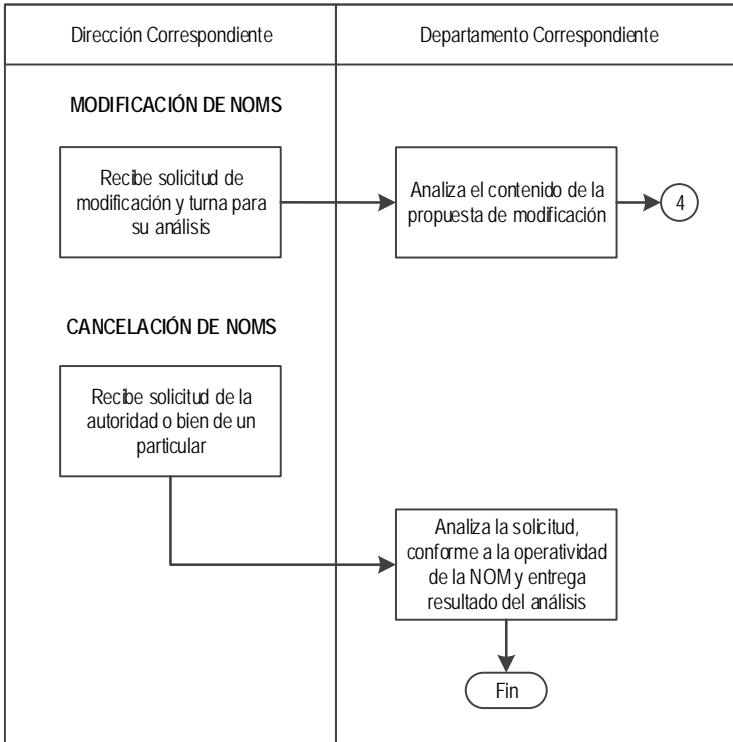 Dirección Correspondiente
Departamento Correspondiente
MODIFICACIÓN DE NOMS
Recibe solicitud de
modificación y turna para
su análisis
Analiza el contenido de la
propuesta de modificación
4
CANCELACIÓN DE NOMS
Recibe solicitud de la
autoridad o bien de un
particular
Analiza la solicitud,
conforme a la operatividad
de la NOM y entrega
resultado del análisis
Fin